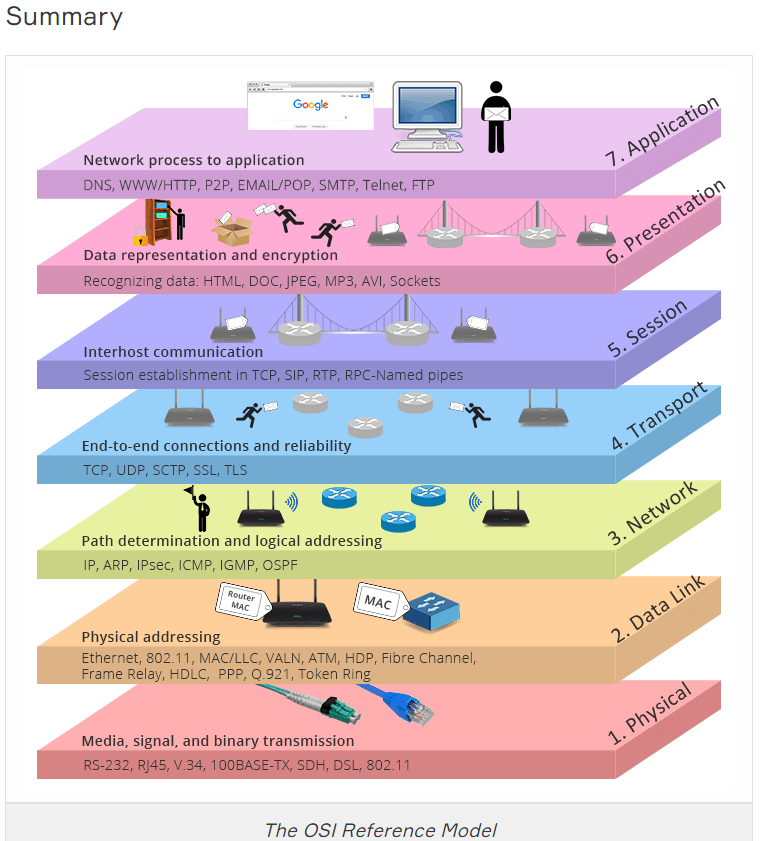 Summary
Google
7. Application
Network process to application
DNS, WWW/HTTP, P2P, EMAIL/POP, SMTP, Telnet, FTP
6. Presentation
Data representation and encryption
Recognizing data: HTML, DOC, JPEG, MP3, AVI, Sockets
5. Session
Interhost communication
Session establishment in TCP, SIP, RTP, RPC-Named pipes
4. Transport
End-to-end connections and reliability
TCP, UDP, SCTP, SSL, TLS
3. Network
Path determination and logical addressing
IP, ARP, IPsec, ICMP, IGMP, OSPF
2. Data Link
Router
MAC
MAC
Physical addressing
Ethernet, 802.11, MAC/LLC, VALN, ATM, HDP, Fibre Channel,
Frame Relay, HDLC, PPP, Q.921, Token Ring
1. Physical
Media, signal, and binary transmission
RS-232, RJ45, V.34, 100BASE-TX, SDH, DSL, 802.11
The OSI Reference Model